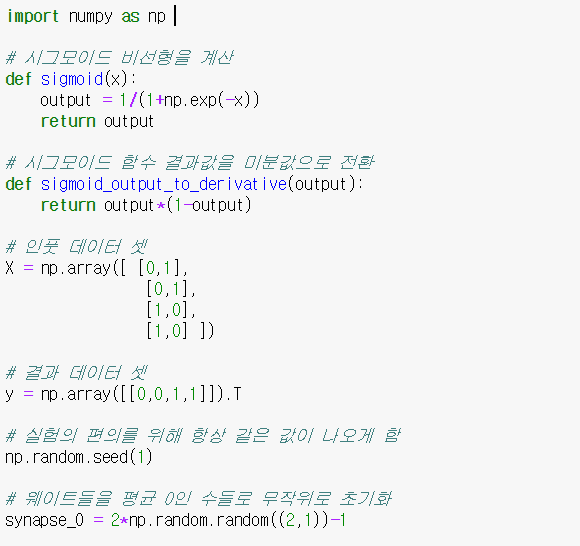 import numpy as np
# 시그모이드 비선형을 계산
def sigmoid(x):
    output = 1/(1+np.exp(-x))
    return output
# 시그모이드 함수 결과값을 미분값으로 전환
def sigmoid_output_to_derivative(output):
    return output*(1-output)
# 인풋 데이터 셋
X = np.array([ [0,1],
               [0,1],
               [1,0],
               [1,0] ])
# 결과 데이터 셋
y = np.array([[0,0,1,1]]).T
# 실험의 편의를 위해 항상 같은 값이 나오게 함
np.random.seed(1)
# 웨이트들을 평균 0인 수들로 무작위로 초기화
synapse_0 = 2*np.random.random((2,1))-1